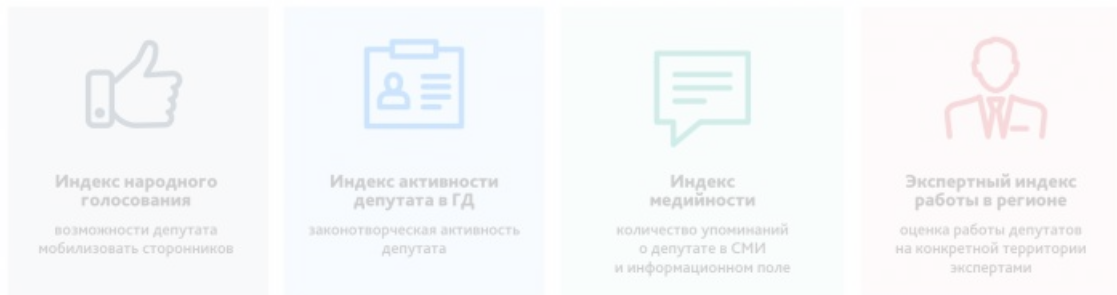 Индекс народного
голосования
возможности депутата
мобилизовать сторонников
Индекс активности
депутата в ГД
законотворческая активность
депутата
Индекс
медийности
количество упоминаний
о депутате в СМИ
и информационном поле
Экспертный индекс
работы в регионе
оценка работы депутатов
на конкретной территории
экспертами